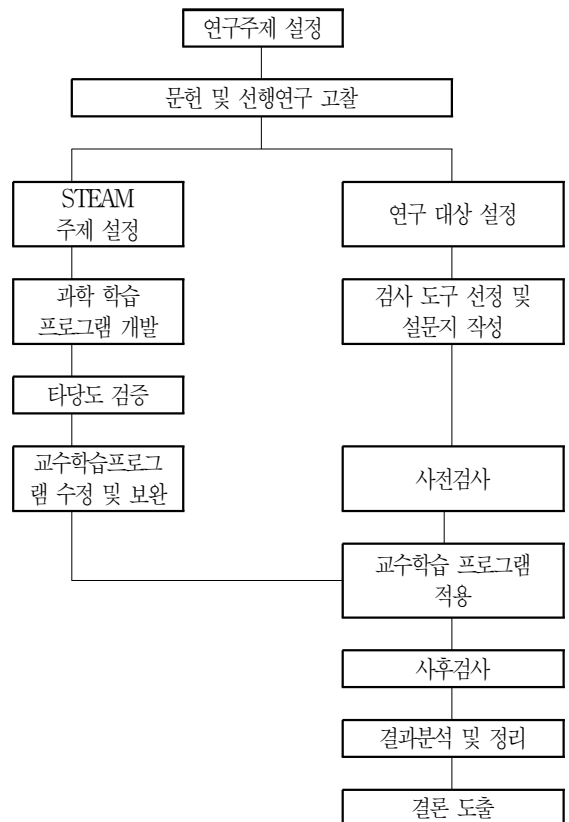 연구주제 설정
문헌 및 선행연구 고찰
STEAM
주제 설정
연구 대상 설정
과학 학습
프로그램 개발
검사 도구 선정 및
설문지 작성
타당도 검증
교수학습프로그
램 수정 및 보완
사전검사
교수학습 프로그램
적용
사후검사
결과분석 및 정리
결론 도출